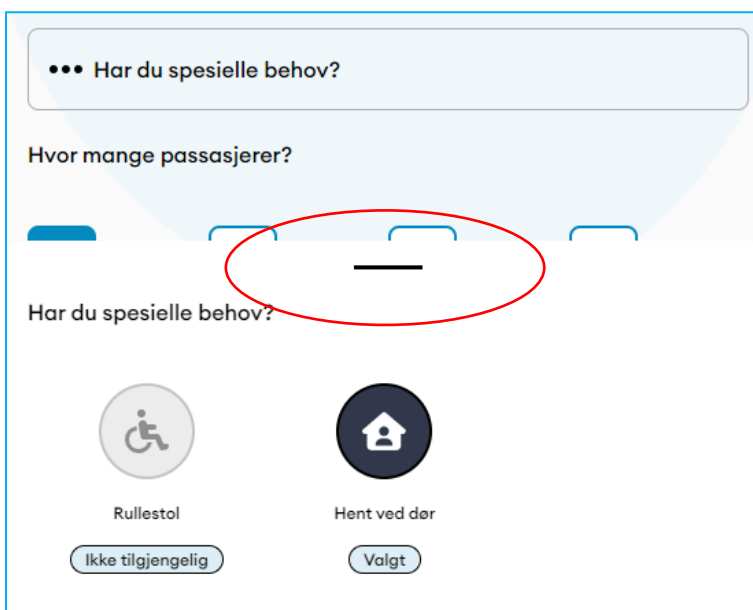 ••• Har du spesielle behov?
Hvor mange passasjerer?
Har du spesielle behov?
Rullestol
Hent ved dør
Ikke tilgjengelig
Valgt